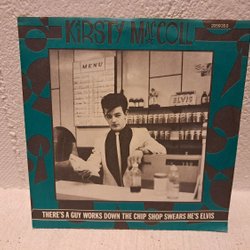 KIRSTY MacCOLL
MENU
ELVIS
THERE'S A GUY WORKS DOWN THE CHIP SHOP SWEARS HE'S ELVIS